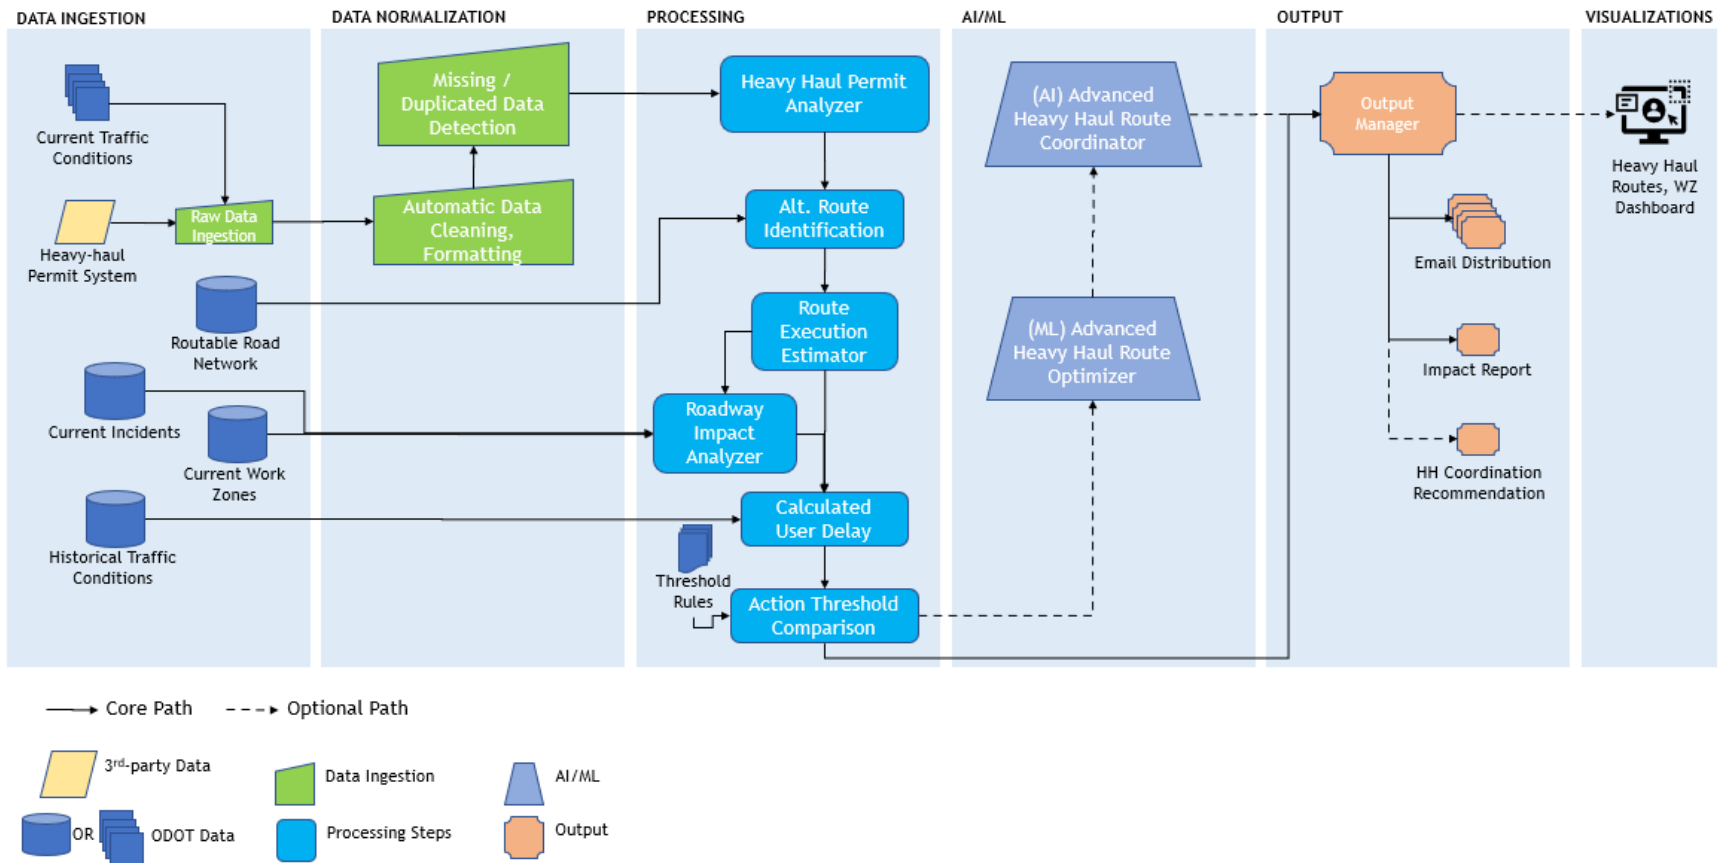 DATA INGESTION
DATA NORMALIZATION
PROCESSING
AI/ML
OUTPUT
VISUALIZATIONS
Current Traffic
Conditions
Heavy-haul
Permit System
Raw Data
Ingestion
Routable Road
Network
Current Incidents
Current Work
Zones
Historical Traffic
Conditions
Missing /
Duplicated Data
Detection
Automatic Data
Cleaning,
Formatting
Heavy Haul Permit
Analyzer
Alt. Route
Identification
Route
Execution
Estimator
Roadway
Impact
Analyzer
Calculated
User Delay
Threshold
Rules
Action Threshold
Comparison
(AI) Advanced
Heavy Haul Route
Coordinator
(ML) Advanced
Heavy Haul Route
Optimizer
Output
Manager
Email Distribution
Impact Report
HH Coordination
Recommendation
Heavy Haul
Routes, WZ
Dashboard
Core Path
Optional Path
3rd-party Data
Data Ingestion
AI/ML
OR
ODOT Data
Processing Steps
Output